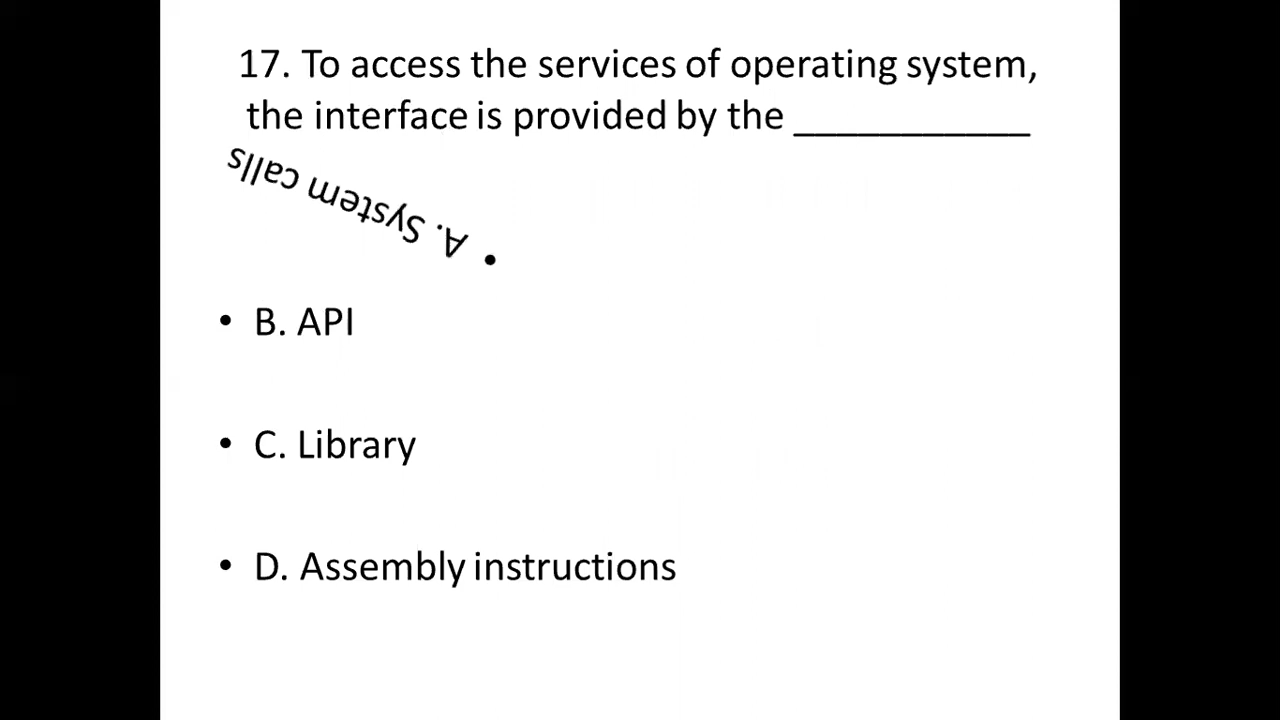 17. To access the services of operating system,
the interface is provided by the ___________
• A. System calls
• B. API
• C. Library
• D. Assembly instructions